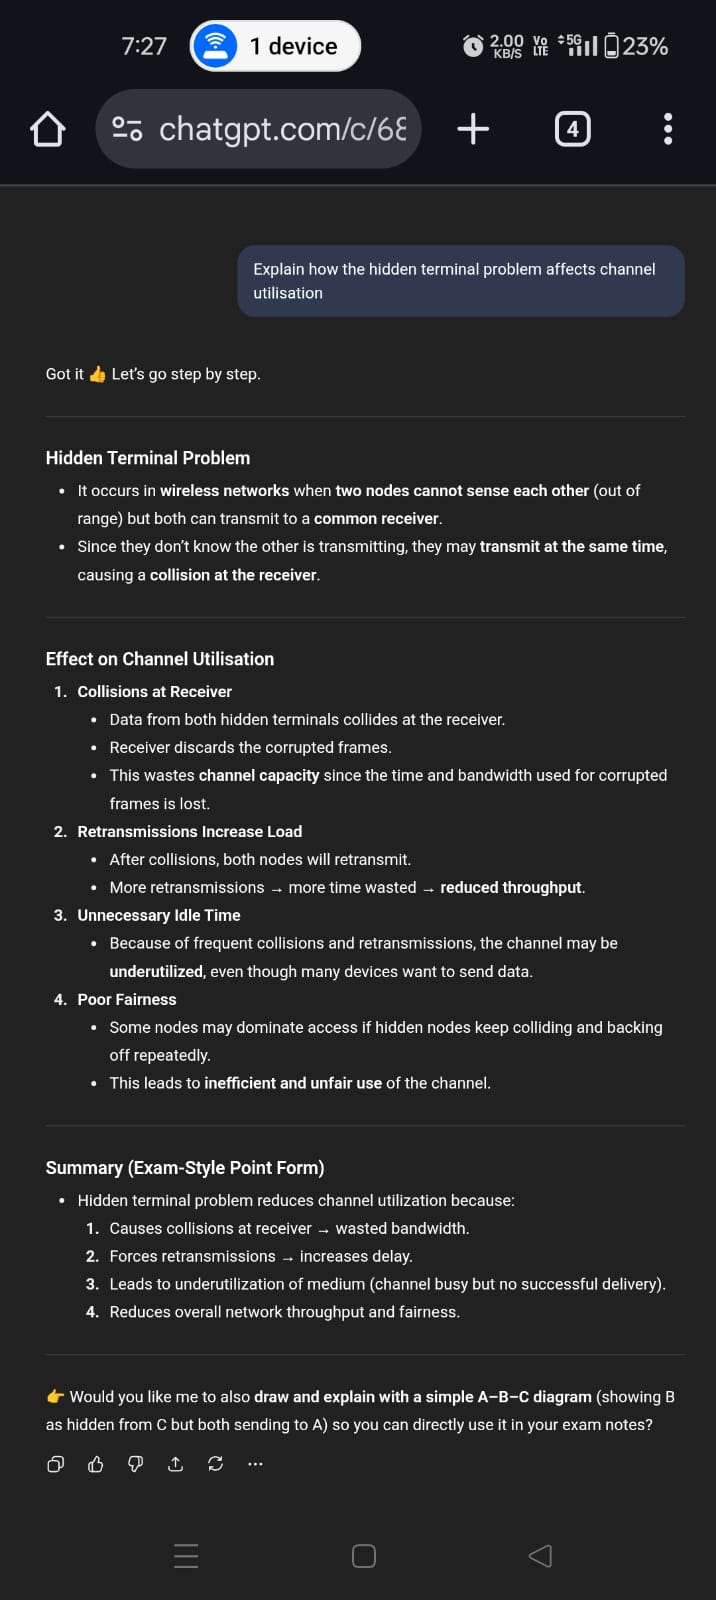 7:27
1 device
2.00
KB/S
Vo
LTE
5G
23%
chatgpt.com/c/68
4
Explain how the hidden terminal problem affects channel
utilisation
Got it 👍 Let's go step by step.
Hidden Terminal Problem
• It occurs in wireless networks when two nodes cannot sense each other (out of
range) but both can transmit to a common receiver.
• Since they don't know the other is transmitting, they may transmit at the same time,
causing a collision at the receiver.
Effect on Channel Utilisation
1. Collisions at Receiver
• Data from both hidden terminals collides at the receiver.
• Receiver discards the corrupted frames.
• This wastes channel capacity since the time and bandwidth used for corrupted
frames is lost.
2. Retransmissions Increase Load
• After collisions, both nodes will retransmit.
• More retransmissions → more time wasted → reduced throughput.
3. Unnecessary Idle Time
• Because of frequent collisions and retransmissions, the channel may be
underutilized, even though many devices want to send data.
4. Poor Fairness
• Some nodes may dominate access if hidden nodes keep colliding and backing
off repeatedly.
• This leads to inefficient and unfair use of the channel.
Summary (Exam-Style Point Form)
• Hidden terminal problem reduces channel utilization because:
1. Causes collisions at receiver → wasted bandwidth.
2. Forces retransmissions → increases delay.
3. Leads to underutilization of medium (channel busy but no successful delivery).
4. Reduces overall network throughput and fairness.
👉 Would you like me to also draw and explain with a simple A–B–C diagram (showing B
as hidden from C but both sending to A) so you can directly use it in your exam notes?